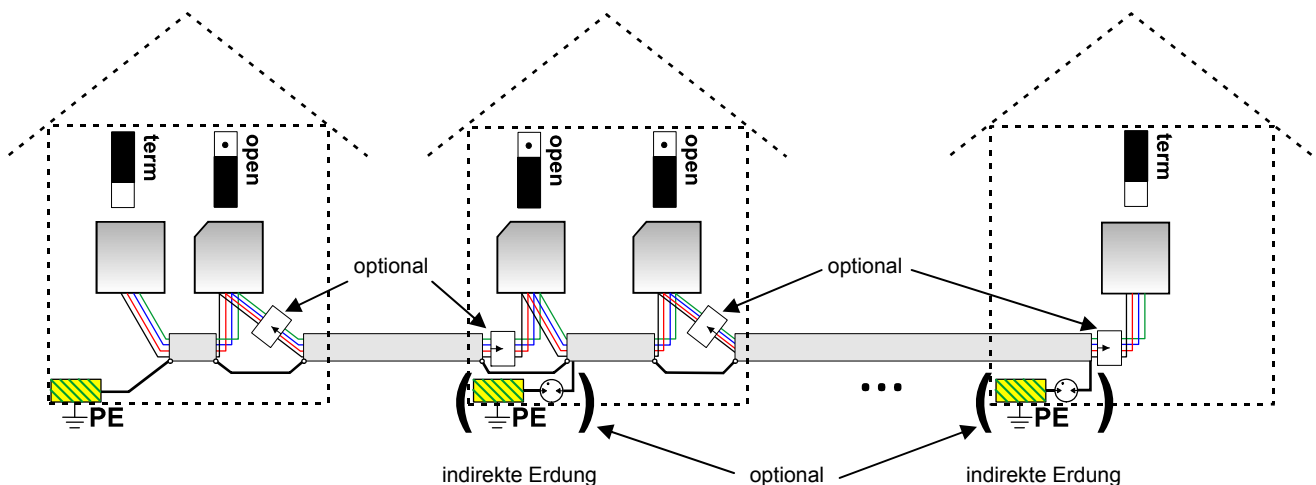 term
open
open
open
term
optional
optional
PE
PE
...
PE
indirekte Erdung
optional
indirekte Erdung